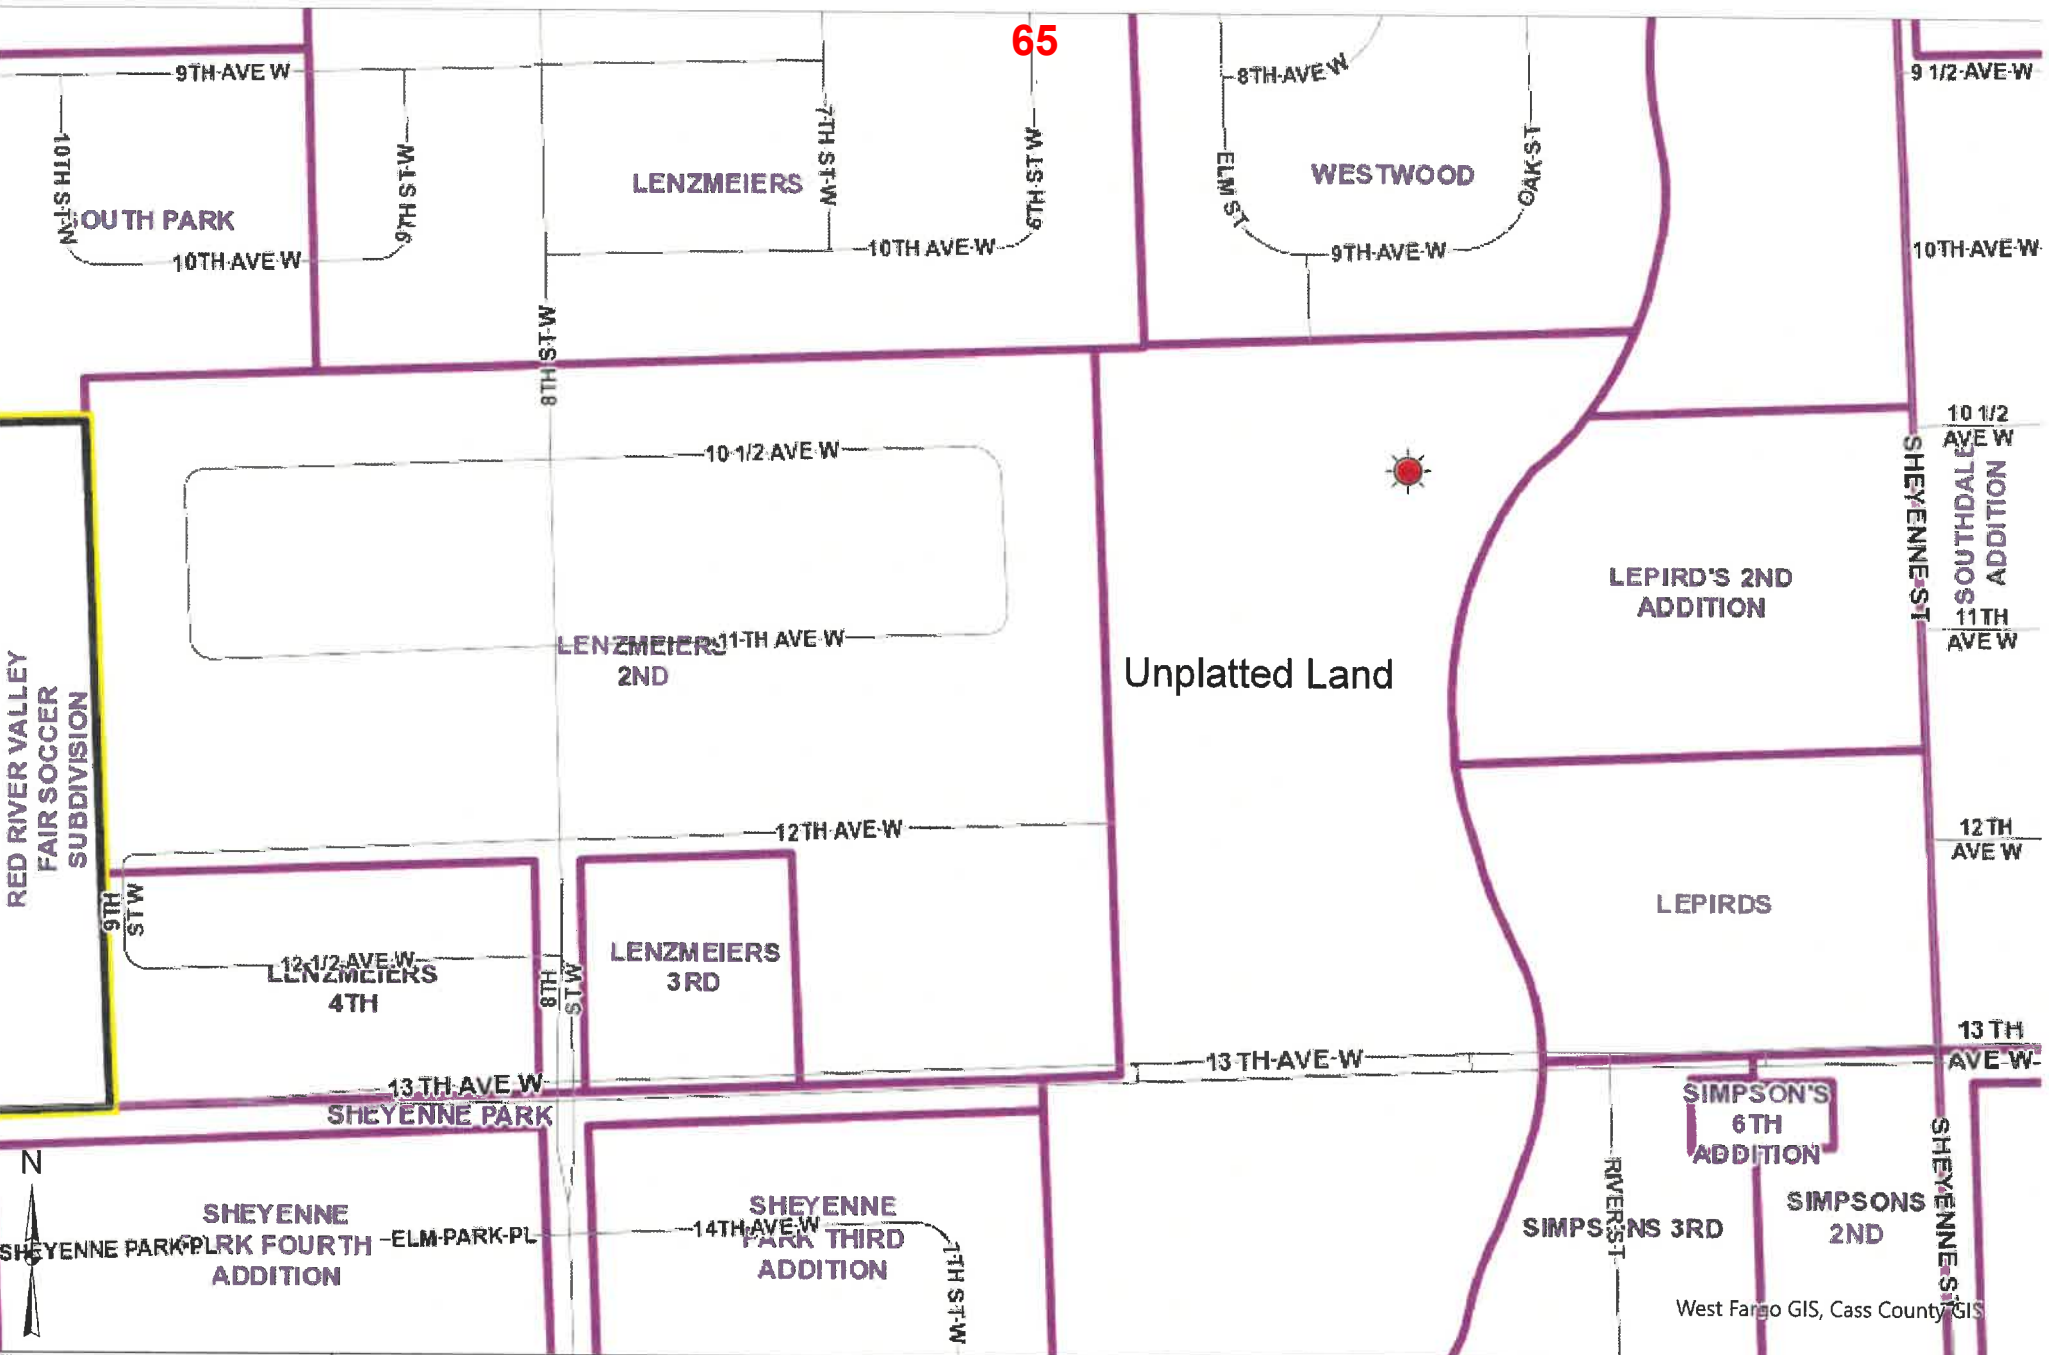 65
9TH AVE W
8TH AVE W
9 1/2 AVE W
10TH ST W
9TH ST W
7TH ST W
6TH ST W
ELM ST
OAK ST
LENZMEIERS
WESTWOOD
OUTH PARK
10TH AVE W
10TH AVE W
9TH AVE W
10TH AVE W
8TH ST W
10 1/2
AVE W
10 1/2 AVE W
SHEYENNE ST
SOUTHDALE
ADDITION
LEPIRD'S 2ND
ADDITION
11TH
AVE W
11TH AVE W
LENZMEIERS
2ND
Unplatted Land
RED RIVER VALLEY
FAIR SOCCER
SUBDIVISION
12TH AVE W
12TH
AVE W
9TH
ST W
LEPIRDS
12 1/2 AVE W
LENZMEIERS
4TH
LENZMEIERS
3RD
8TH
ST W
13TH
AVE W
13TH AVE W
13TH AVE W
SHEYENNE PARK
SIMPSON'S
6TH
ADDITION
N
RIVER ST
SHEYENNE ST
SHEYENNE
PARK FOURTH
ADDITION
SHEYENNE PARK PL
ELM PARK PL
SHEYENNE
PARK THIRD
ADDITION
14TH AVE W
7TH ST W
SIMPSONS 3RD
SIMPSONS
2ND
West Fargo GIS, Cass County GIS